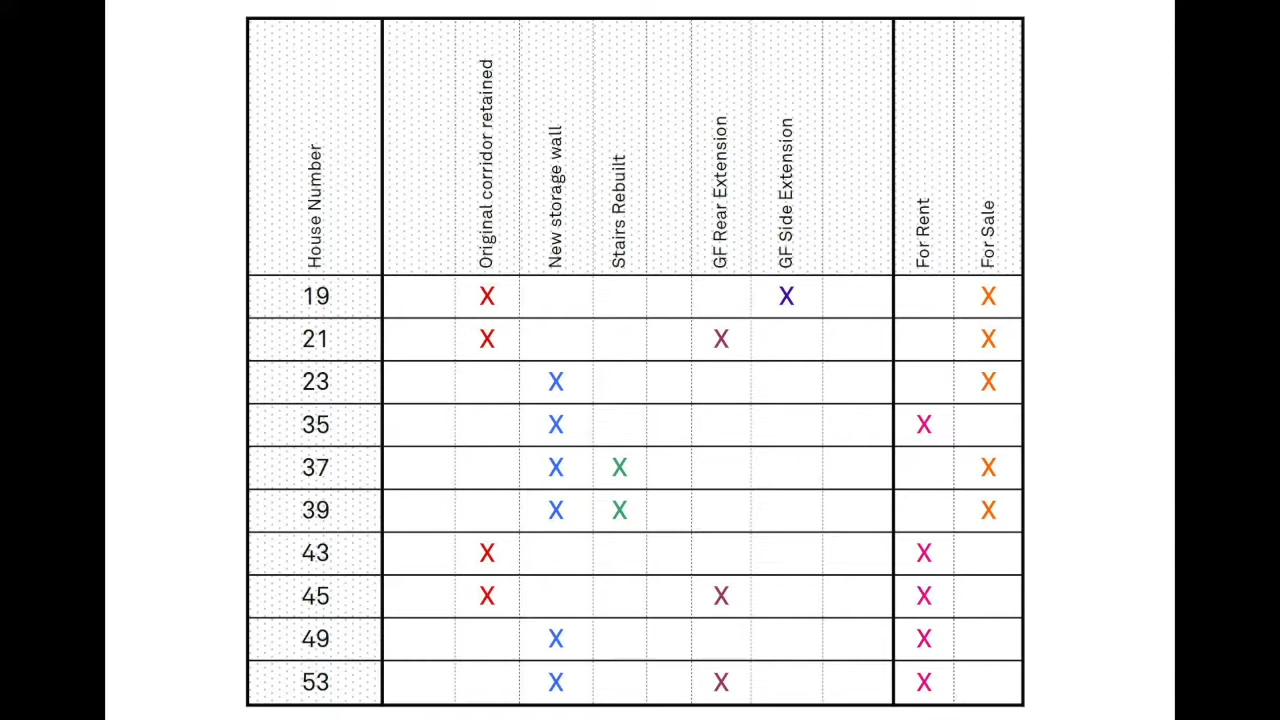 House Number
Original corridor retained
New storage wall
Stairs Rebuilt
GF Rear Extension
GF Side Extension
For Rent
For Sale
19 X X X
21 X X X
23 X X
35 X X
37 X X X
39 X X X
43 X X
45 X X X
49 X X
53 X X X